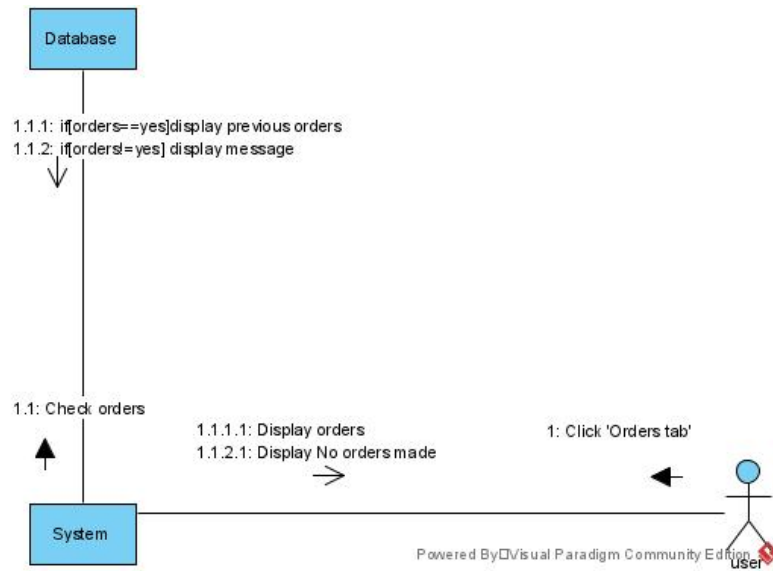 Database
1.1.1: if[orders==yes]display previous orders
1.1.2: if[orders!=yes] display message
1.1: Check orders
1.1.1.1: Display orders
1.1.2.1: Display No orders made
1: Click 'Orders tab'
System
Powered By□Visual Paradigm Community Edition
user